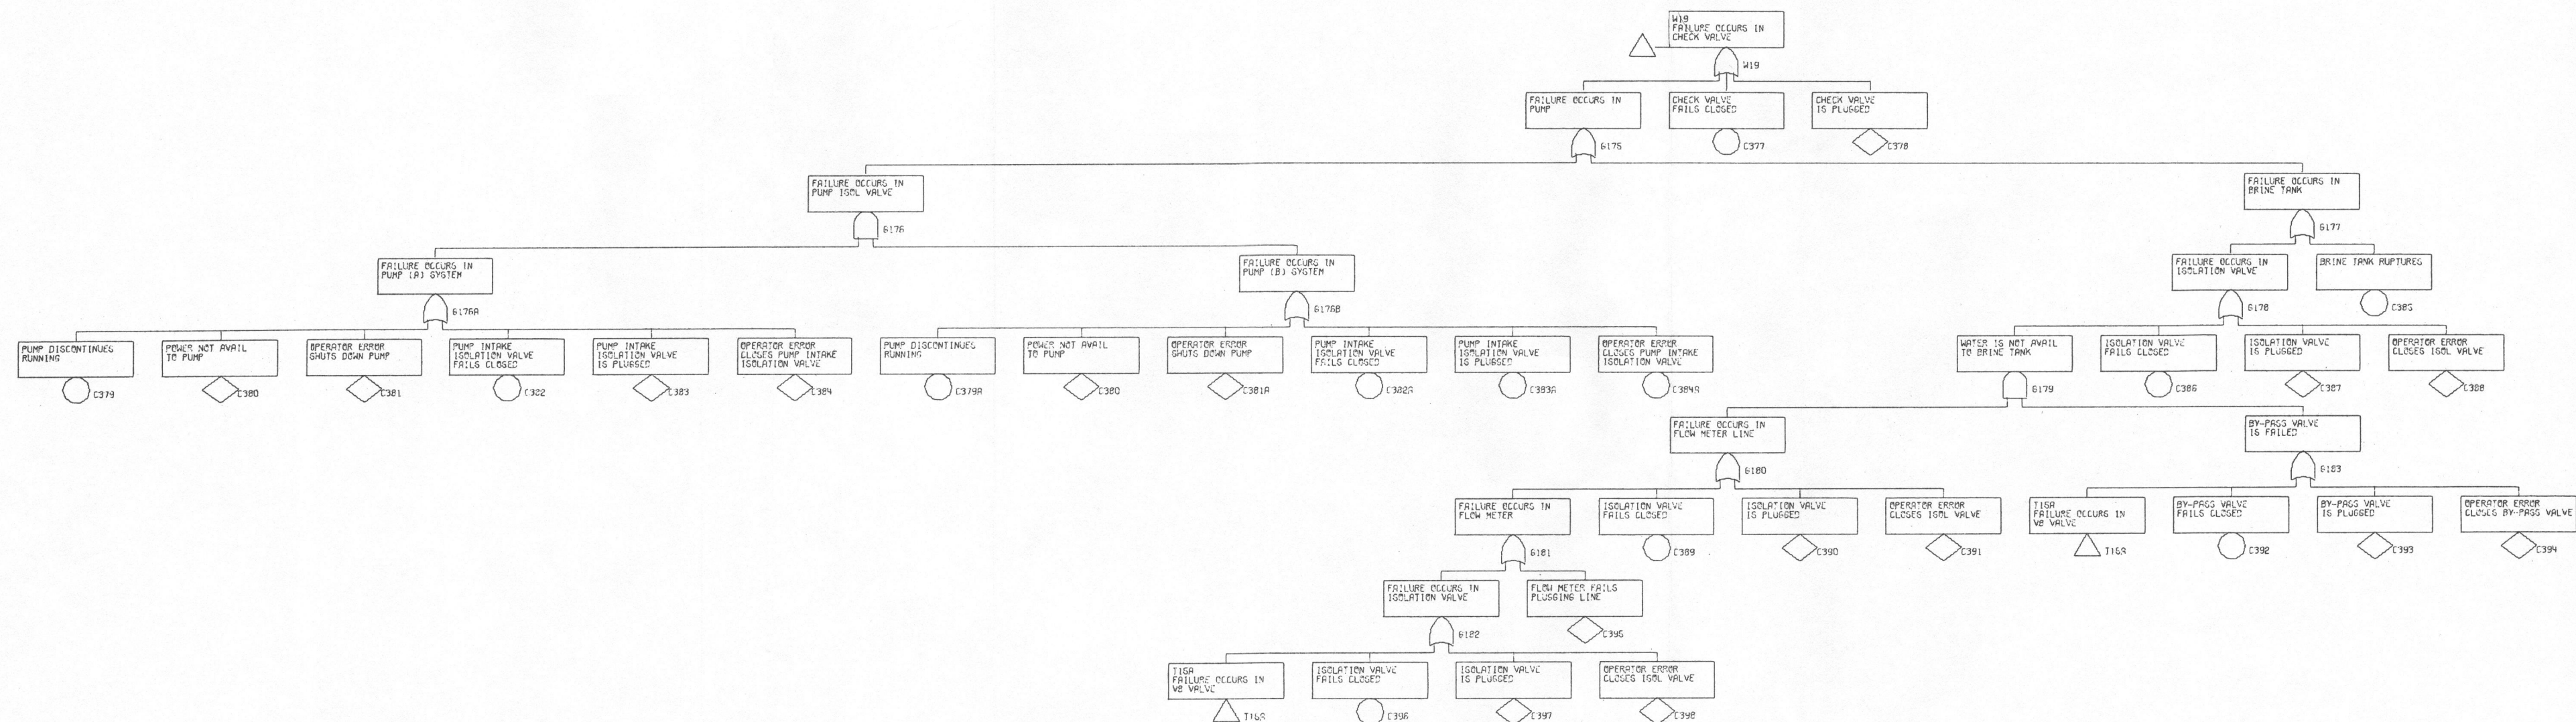 W19
FAILURE OCCURS IN
CHECK VALVE
W19
FAILURE OCCURS IN
PUMP
CHECK VALVE
FAILS CLOSED
CHECK VALVE
IS PLUGGED
G175
C377
C378
FAILURE OCCURS IN
PUMP ISOL VALVE
FAILURE OCCURS IN
BRINE TANK
G176
G177
FAILURE OCCURS IN
PUMP (A) SYSTEM
FAILURE OCCURS IN
PUMP (B) SYSTEM
FAILURE OCCURS IN
ISOLATION VALVE
BRINE TANK RUPTURES
G176A
G176B
G178
C385
PUMP DISCONTINUES
RUNNING
POWER NOT AVAIL
TO PUMP
OPERATOR ERROR
SHUTS DOWN PUMP
PUMP INTAKE
ISOLATION VALVE
FAILS CLOSED
PUMP INTAKE
ISOLATION VALVE
IS PLUGGED
OPERATOR ERROR
CLOSES PUMP INTAKE
ISOLATION VALVE
PUMP DISCONTINUES
RUNNING
POWER NOT AVAIL
TO PUMP
OPERATOR ERROR
SHUTS DOWN PUMP
PUMP INTAKE
ISOLATION VALVE
FAILS CLOSED
PUMP INTAKE
ISOLATION VALVE
IS PLUGGED
OPERATOR ERROR
CLOSES PUMP INTAKE
ISOLATION VALVE
WATER IS NOT AVAIL
TO BRINE TANK
ISOLATION VALVE
FAILS CLOSED
ISOLATION VALVE
IS PLUGGED
OPERATOR ERROR
CLOSES ISOL VALVE
C379
C380
C381
C382
C383
C384
C379A
C380
C381A
C382A
C383A
C384A
G179
C386
C387
C388
FAILURE OCCURS IN
FLOW METER LINE
BY-PASS VALVE
IS FAILED
G180
G183
FAILURE OCCURS IN
FLOW METER
ISOLATION VALVE
FAILS CLOSED
ISOLATION VALVE
IS PLUGGED
OPERATOR ERROR
CLOSES ISOL VALVE
T16A
FAILURE OCCURS IN
V8 VALVE
BY-PASS VALVE
FAILS CLOSED
BY-PASS VALVE
IS PLUGGED
OPERATOR ERROR
CLOSES BY-PASS VALVE
G181
C389
C390
C391
T16A
C392
C393
C394
FAILURE OCCURS IN
ISOLATION VALVE
FLOW METER FAILS
PLUGGING LINE
G182
C395
T16A
FAILURE OCCURS IN
V8 VALVE
ISOLATION VALVE
FAILS CLOSED
ISOLATION VALVE
IS PLUGGED
OPERATOR ERROR
CLOSES ISOL VALVE
T16A
C396
C397
C398